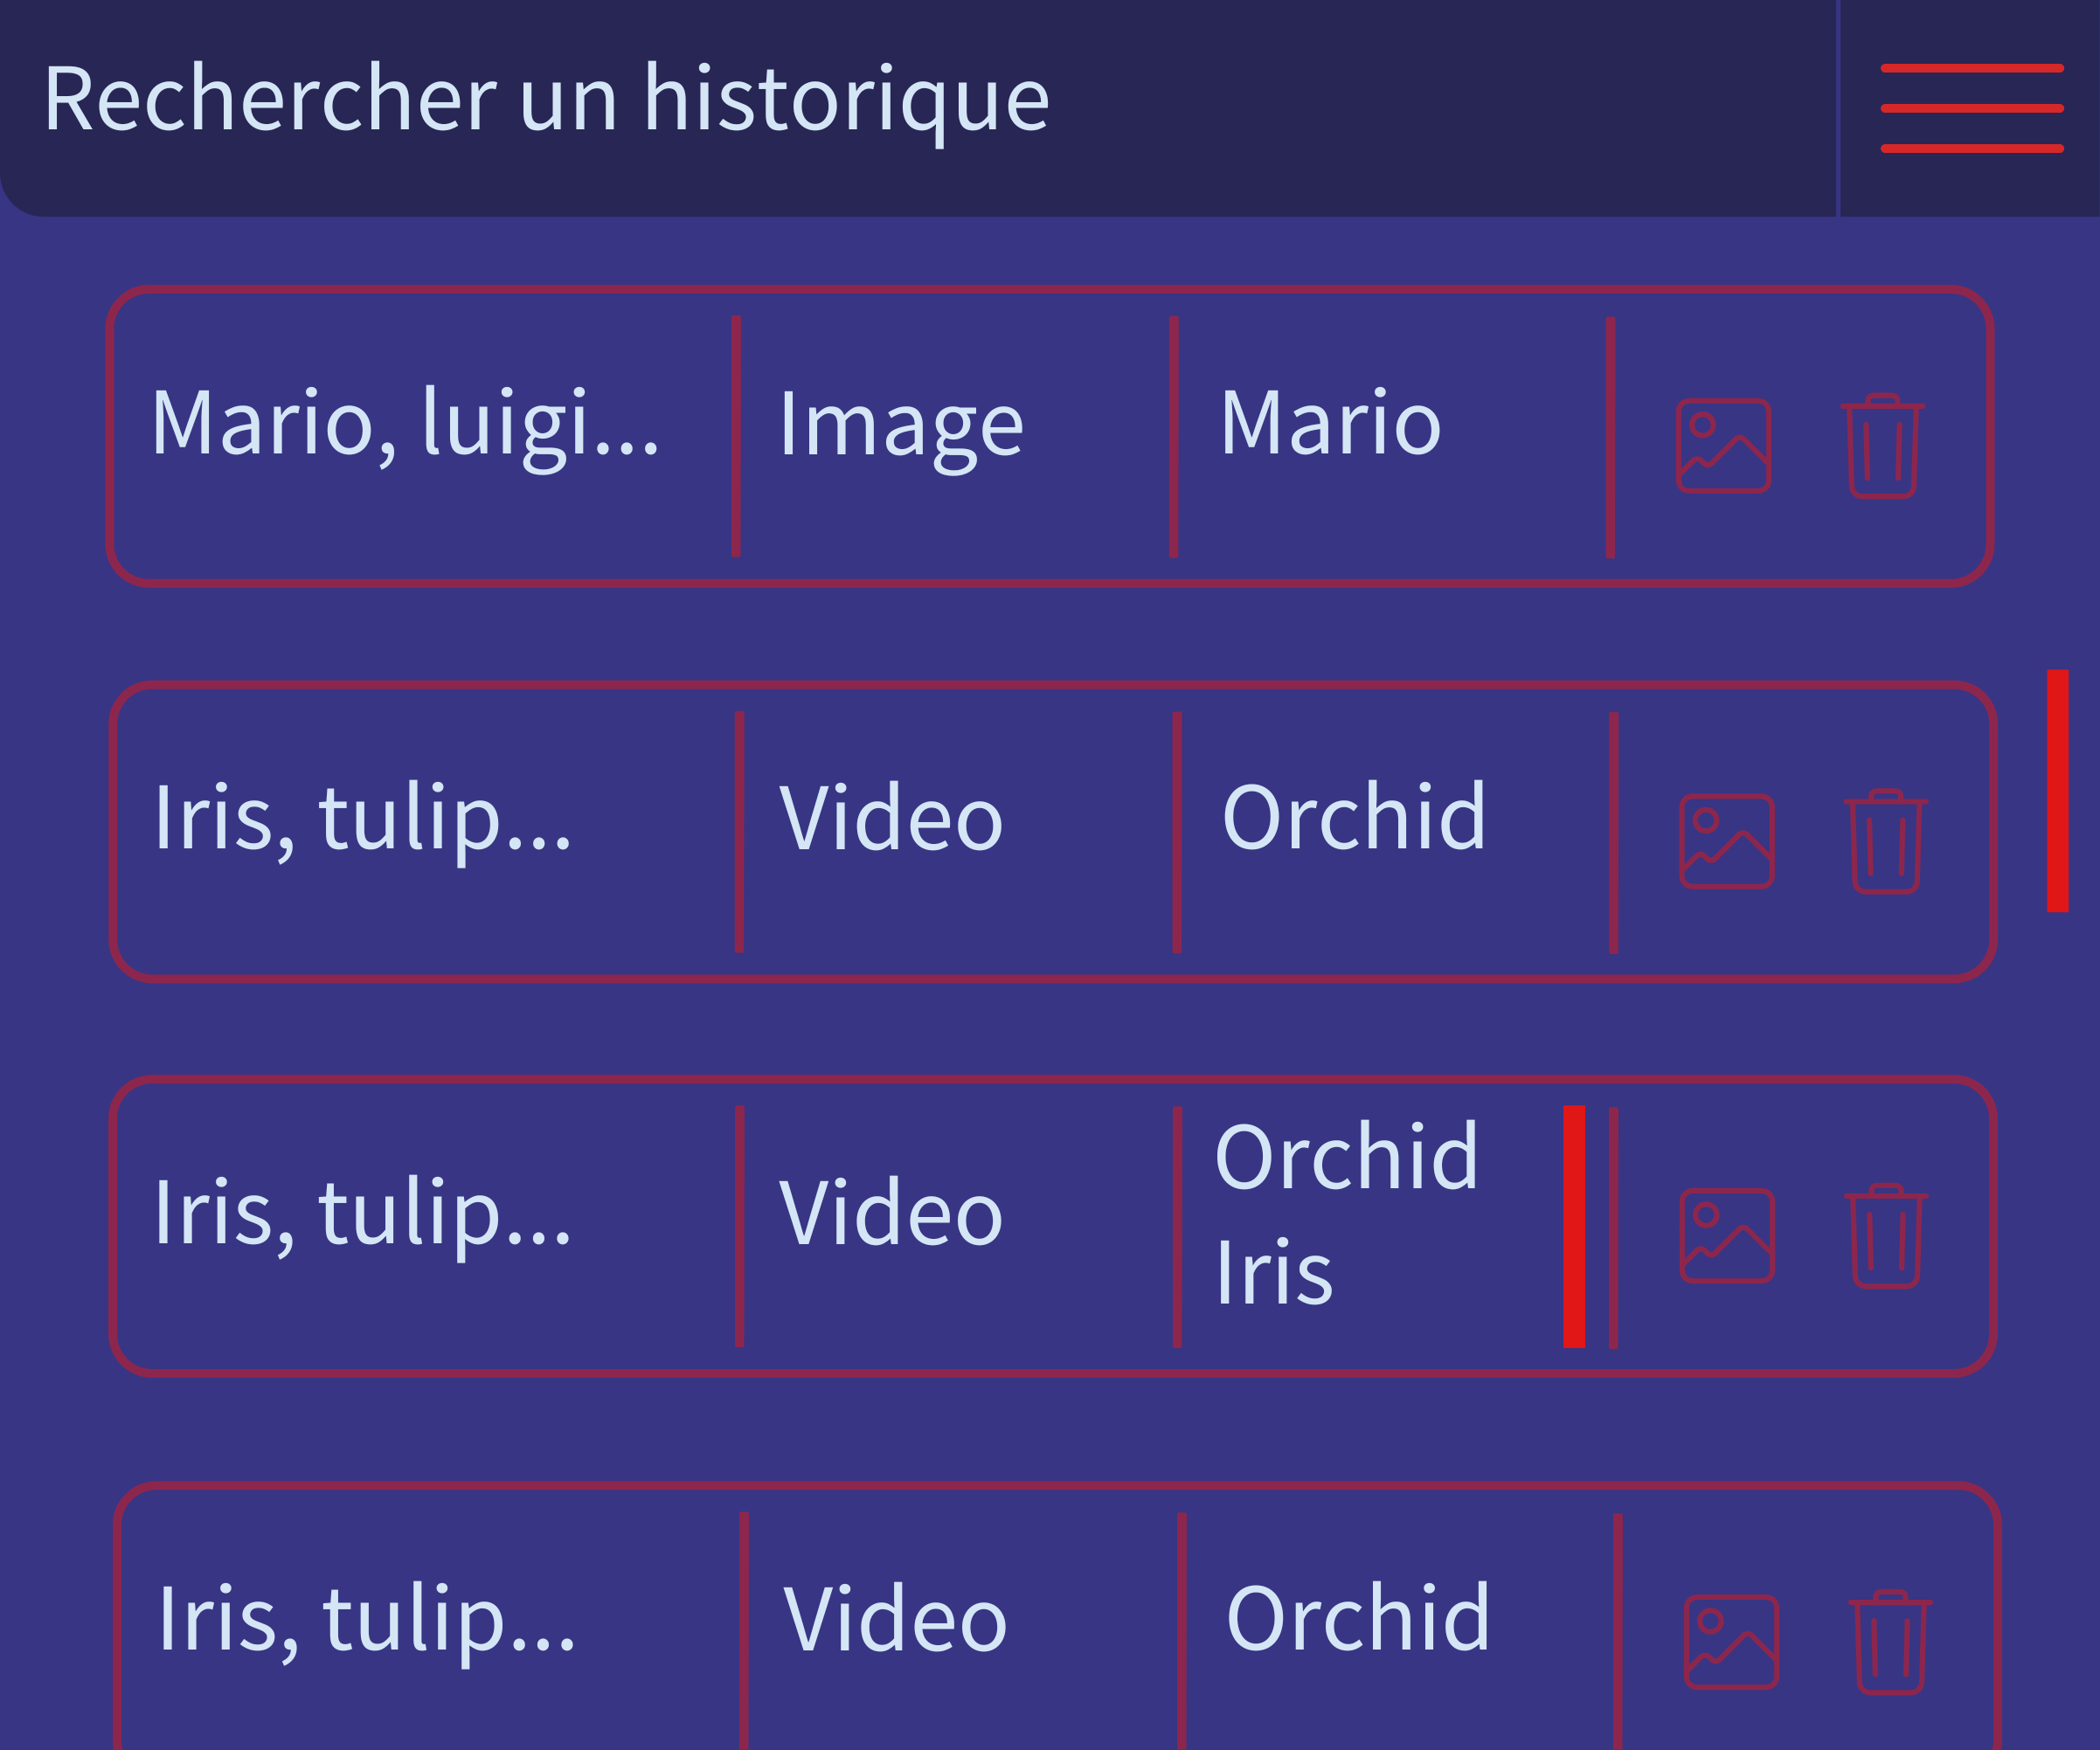 Rechercher un historique
Mario, luigi...
Image
Mario
Iris, tulip...
Video
Orchid
Iris, tulip...
Video
Orchid
Iris
Iris, tulip...
Video
Orchid